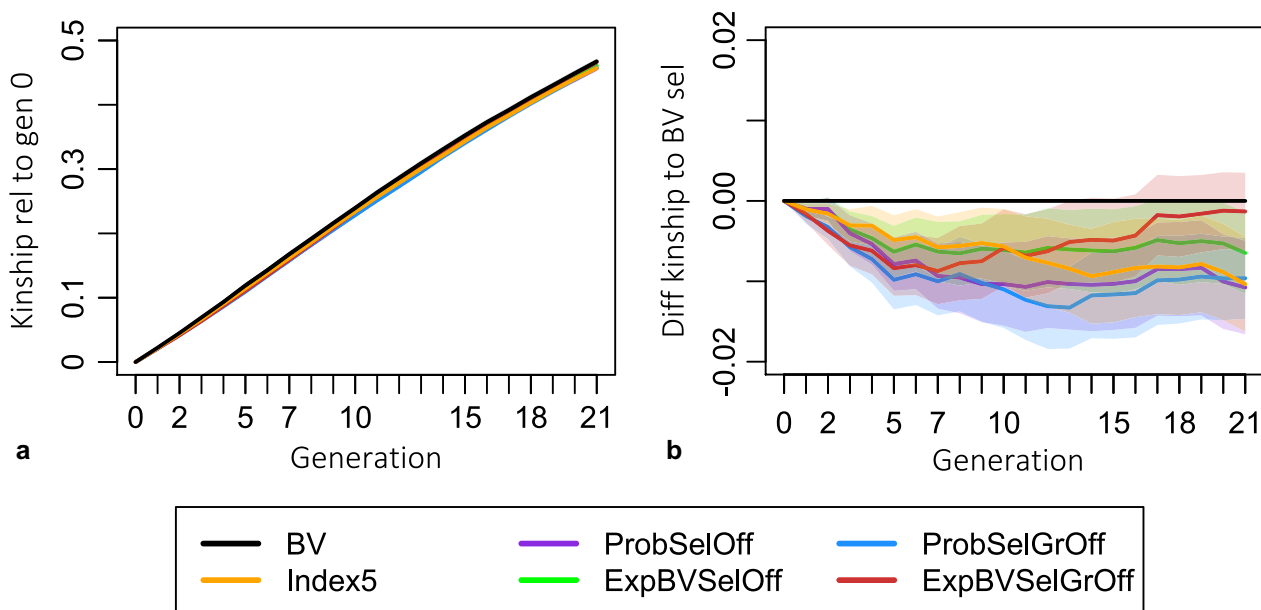 Kinship rel to gen 0
0.5
0.3
0.1
0
0 2 5 7 10 15 18 21
Generation
a
Diff kinship to BV sel
0.02
0.00
-0.02
0 2 5 7 10 15 18 21
Generation
b
BV ProbSelOff ProbSelGrOff
Index5 ExpBVSelOff ExpBVSelGrOff